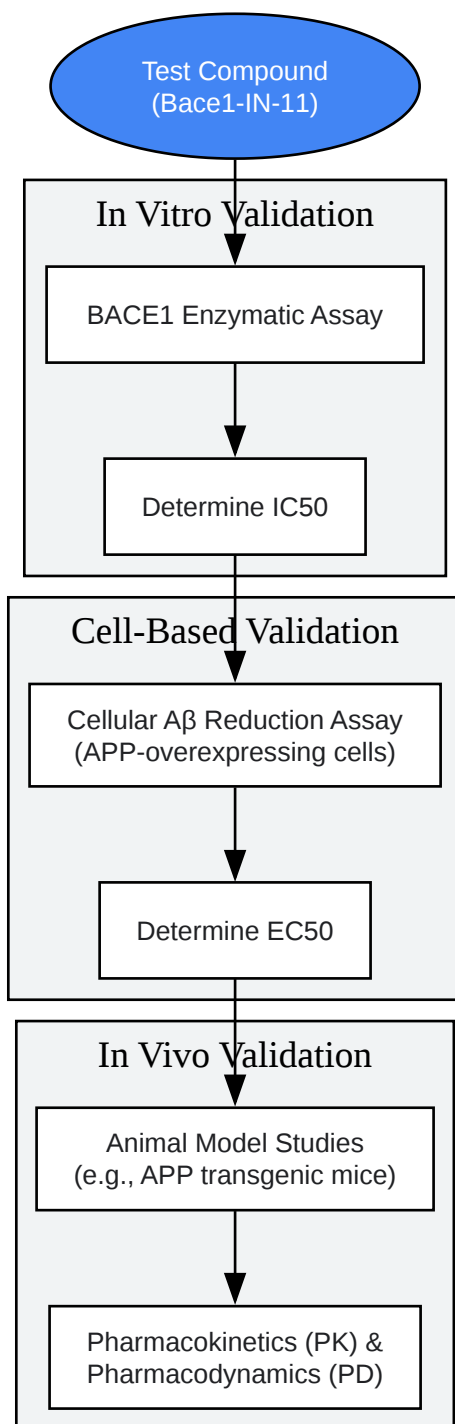 Test Compound
(Bace1-IN-11)
In Vitro Validation
BACE1 Enzymatic Assay
Determine IC50
Cell-Based Validation
Cellular Aβ Reduction Assay
(APP-overexpressing cells)
Determine EC50
In Vivo Validation
Animal Model Studies
(e.g., APP transgenic mice)
Pharmacokinetics (PK) &
Pharmacodynamics (PD)